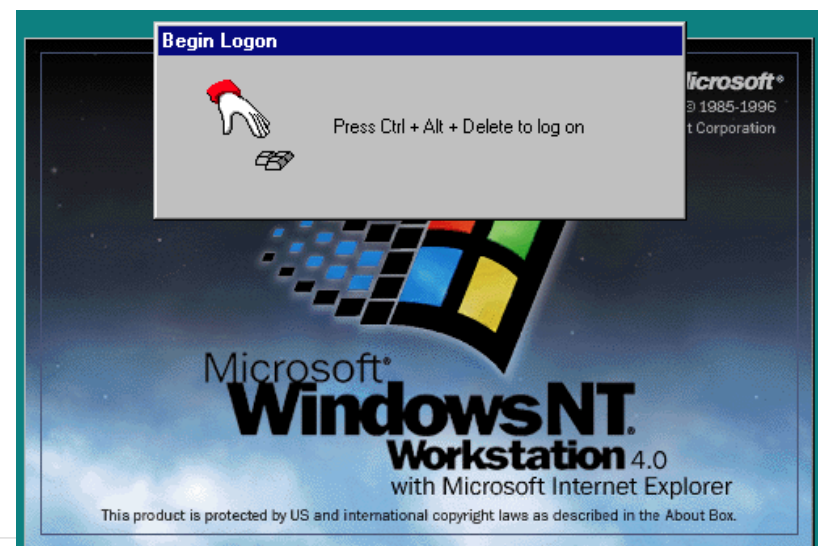 Begin Logon
Press Ctrl + Alt + Delete to log on
1985-1996
Corporation
Microsoft®
WindowsNT®
Workstation 4.0
with Microsoft Internet Explorer
This product is protected by US and international copyright laws as described in the About Box.